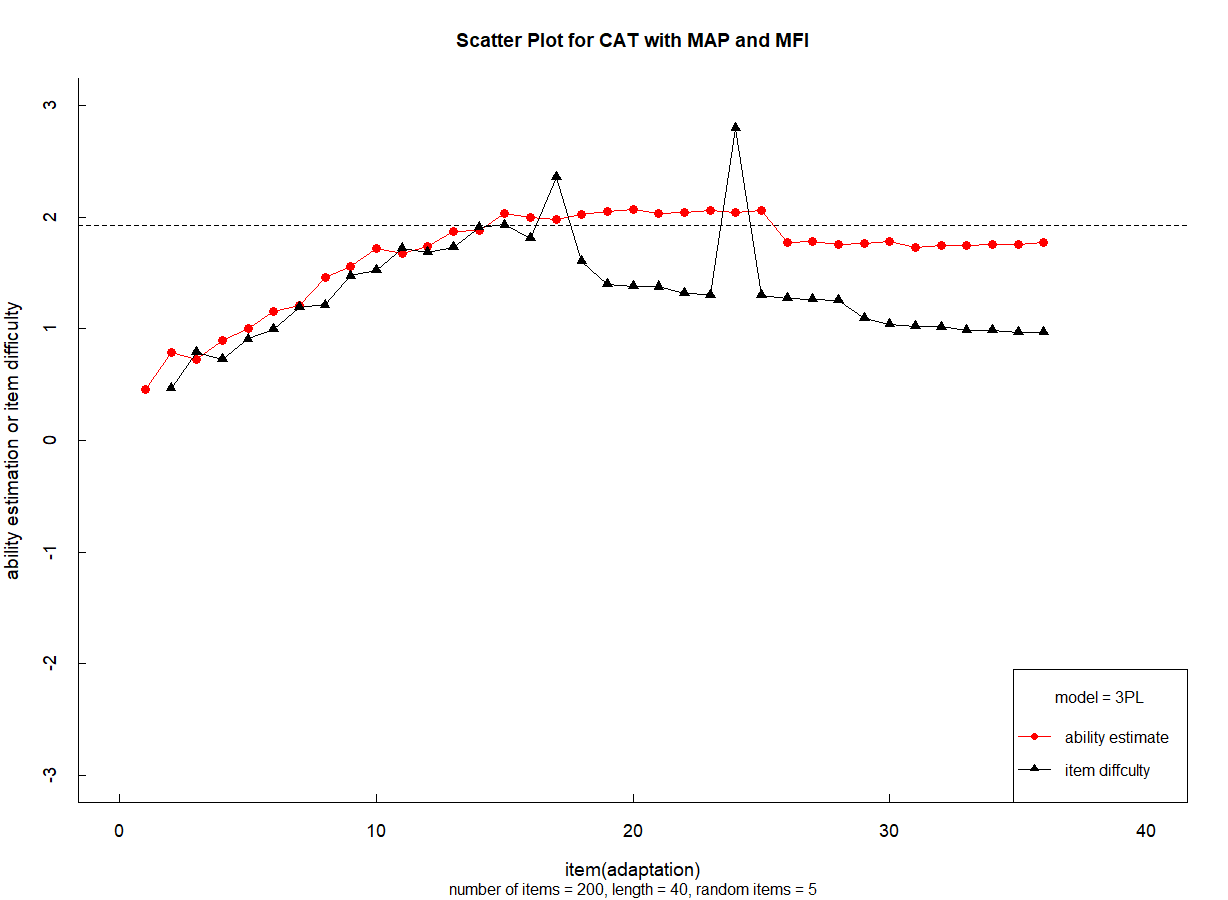 Scatter Plot for CAT with MAP and MFI
ability estimation or item difficulty
3
2
1
0
-1
-2
-3
model = 3PL
ability estimate
item diffculty
0 10 20 30 40
item(adaptation)
number of items = 200, length = 40, random items = 5